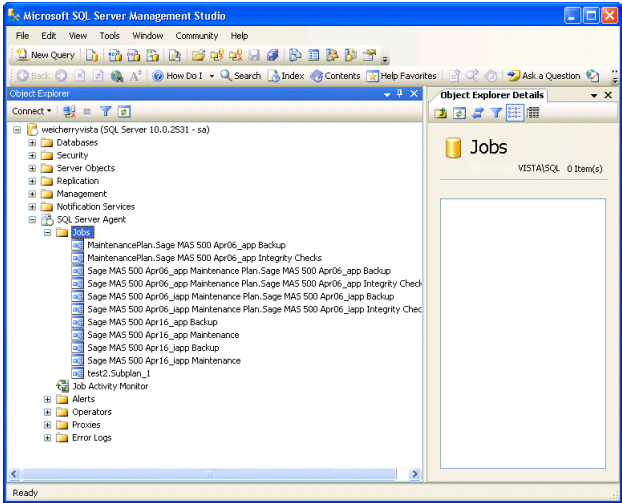 Microsoft SQL Server Management Studio
File Edit View Tools Window Community Help
New Query
Back How Do I Search Index Contents Help Favorites Ask a Question
Object Explorer
Connect
weicherryvista (SQL Server 10.0.2531 - sa)
Databases
Security
Server Objects
Replication
Management
Notification Services
SQL Server Agent
Jobs
MaintenancePlan.Sage MAS 500 Apr06_app Backup
MaintenancePlan.Sage MAS 500 Apr06_app Integrity Checks
Sage MAS 500 Apr06_app Maintenance Plan.Sage MAS 500 Apr06_app Backup
Sage MAS 500 Apr06_app Maintenance Plan.Sage MAS 500 Apr06_app Integrity Check
Sage MAS 500 Apr06_iapp Maintenance Plan.Sage MAS 500 Apr06_iapp Backup
Sage MAS 500 Apr06_iapp Maintenance Plan.Sage MAS 500 Apr06_iapp Integrity Chec
Sage MAS 500 Apr16_app Backup
Sage MAS 500 Apr16_app Maintenance
Sage MAS 500 Apr16_iapp Backup
Sage MAS 500 Apr16_iapp Maintenance
test2.Subplan_1
Job Activity Monitor
Alerts
Operators
Proxies
Error Logs
Object Explorer Details
Jobs
VISTA\SQL 0 Item(s)
Ready